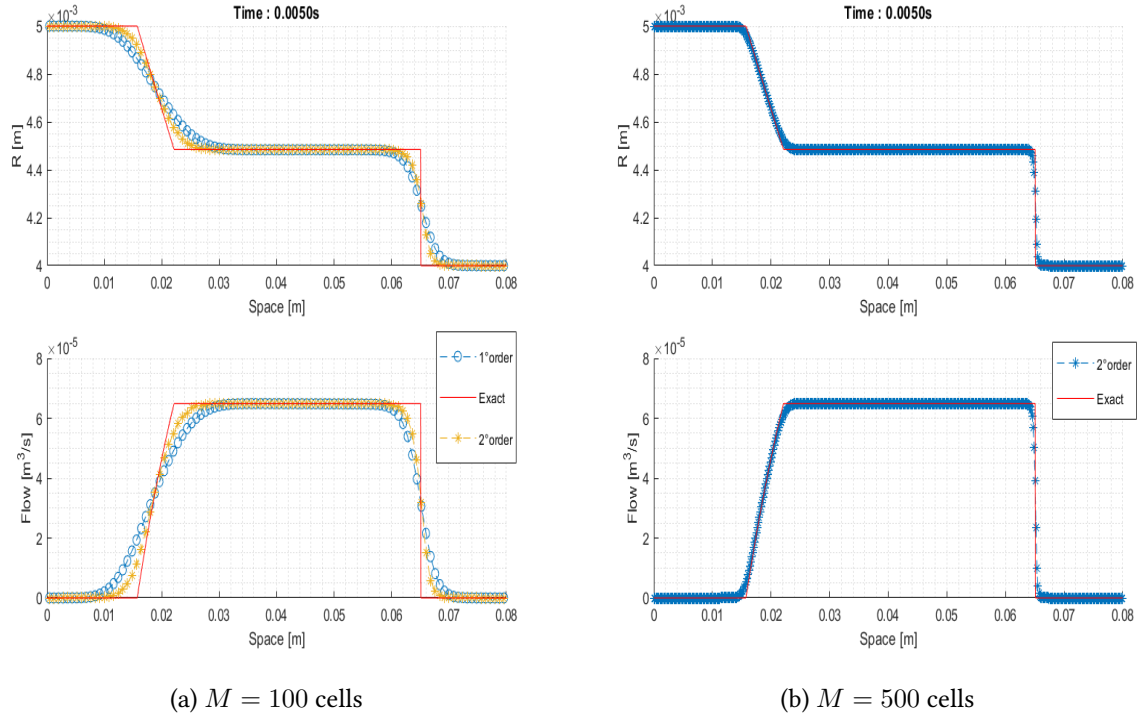 Time : 0.0050s
×10⁻³
5
4.8
4.6
4.4
4.2
4
R [m]
0 0.01 0.02 0.03 0.04 0.05 0.06 0.07 0.08
Space [m]
×10⁻⁵
8
6
4
2
0
Flow [m³/s]
0 0.01 0.02 0.03 0.04 0.05 0.06 0.07 0.08
Space [m]
1°order
Exact
2°order
(a) M = 100 cells
Time : 0.0050s
×10⁻³
5
4.8
4.6
4.4
4.2
4
R [m]
0 0.01 0.02 0.03 0.04 0.05 0.06 0.07 0.08
Space [m]
×10⁻⁵
8
6
4
2
0
Flow [m³/s]
0 0.01 0.02 0.03 0.04 0.05 0.06 0.07 0.08
Space [m]
2°order
Exact
(b) M = 500 cells